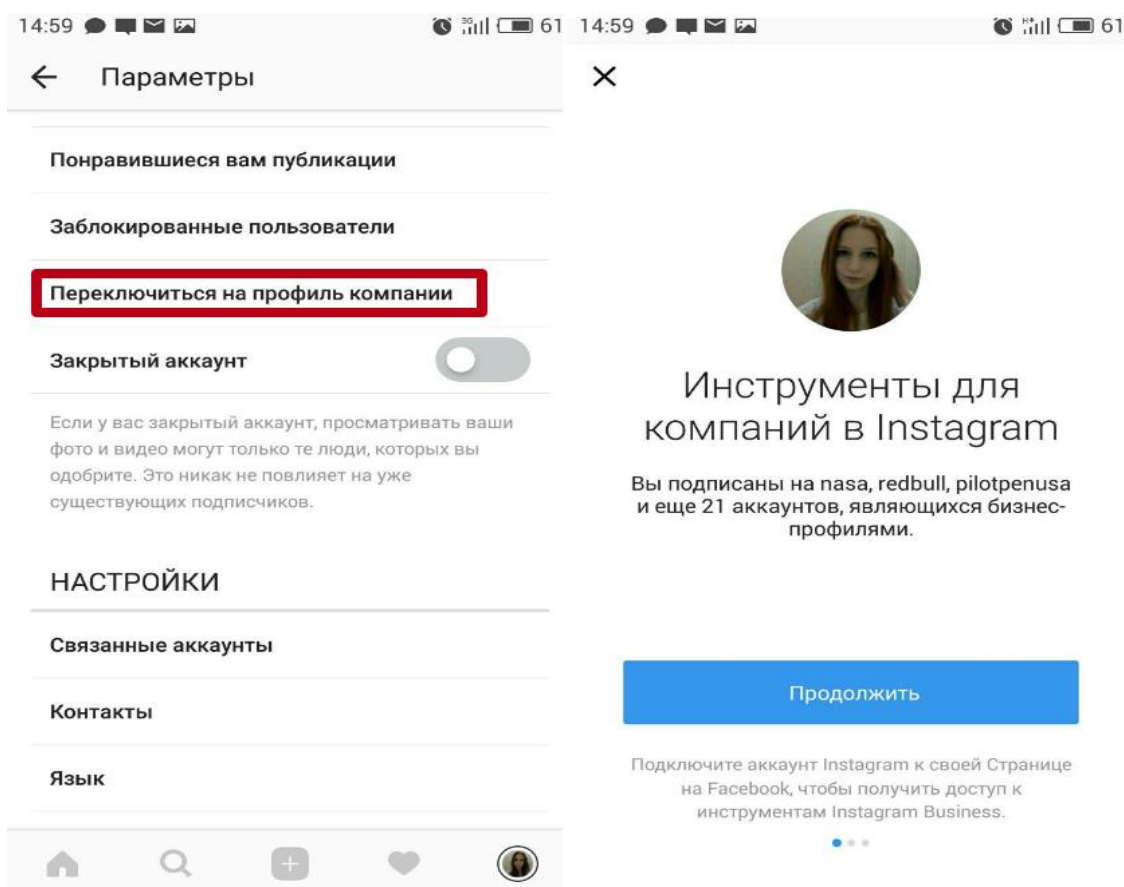 14:59
3G
61
Параметры
Понравившиеся вам публикации
Заблокированные пользователи
Переключиться на профиль компании
Закрытый аккаунт
Если у вас закрытый аккаунт, просматривать ваши
фото и видео могут только те люди, которых вы
одобрите. Это никак не повлияет на уже
существующих подписчиков.
НАСТРОЙКИ
Связанные аккаунты
Контакты
Язык
14:59
H+
61
Инструменты для
компаний в Instagram
Вы подписаны на nasa, redbull, pilotpenusa
и еще 21 аккаунтов, являющихся бизнес-
профилями.
Продолжить
Подключите аккаунт Instagram к своей Странице
на Facebook, чтобы получить доступ к
инструментам Instagram Business.